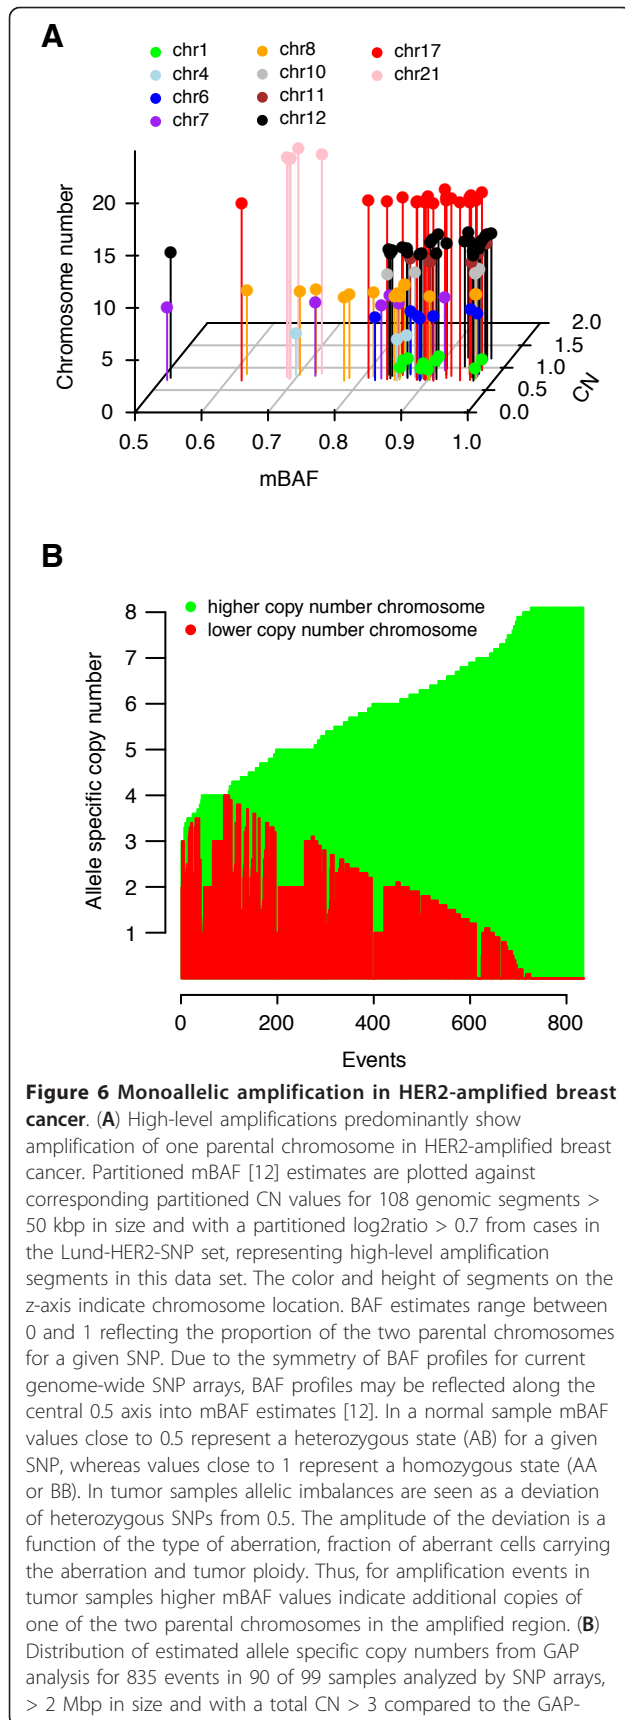 A
chr1
chr4
chr6
chr7
chr8
chr10
chr11
chr12
chr17
chr21
Chromosome number
20
15
10
5
0
0.5
0.6
0.7
0.8
0.9
1.0
mBAF
0.0
0.5
1.0
1.5
2.0
CN
B
higher copy number chromosome
lower copy number chromosome
Allele specific copy number
8
7
6
5
4
3
2
1
0
200
400
600
800
Events
Figure 6 Monoallelic amplification in HER2-amplified breast
cancer. (A) High-level amplifications predominantly show
amplification of one parental chromosome in HER2-amplified breast
cancer. Partitioned mBAF [12] estimates are plotted against
corresponding partitioned CN values for 108 genomic segments >
50 kbp in size and with a partitioned log2ratio > 0.7 from cases in
the Lund-HER2-SNP set, representing high-level amplification
segments in this data set. The color and height of segments on the
z-axis indicate chromosome location. BAF estimates range between
0 and 1 reflecting the proportion of the two parental chromosomes
for a given SNP. Due to the symmetry of BAF profiles for current
genome-wide SNP arrays, BAF profiles may be reflected along the
central 0.5 axis into mBAF estimates [12]. In a normal sample mBAF
values close to 0.5 represent a heterozygous state (AB) for a given
SNP, whereas values close to 1 represent a homozygous state (AA
or BB). In tumor samples allelic imbalances are seen as a deviation
of heterozygous SNPs from 0.5. The amplitude of the deviation is a
function of the type of aberration, fraction of aberrant cells carrying
the aberration and tumor ploidy. Thus, for amplification events in
tumor samples higher mBAF values indicate additional copies of
one of the two parental chromosomes in the amplified region. (B)
Distribution of estimated allele specific copy numbers from GAP
analysis for 835 events in 90 of 99 samples analyzed by SNP arrays,
> 2 Mbp in size and with a total CN > 3 compared to the GAP-